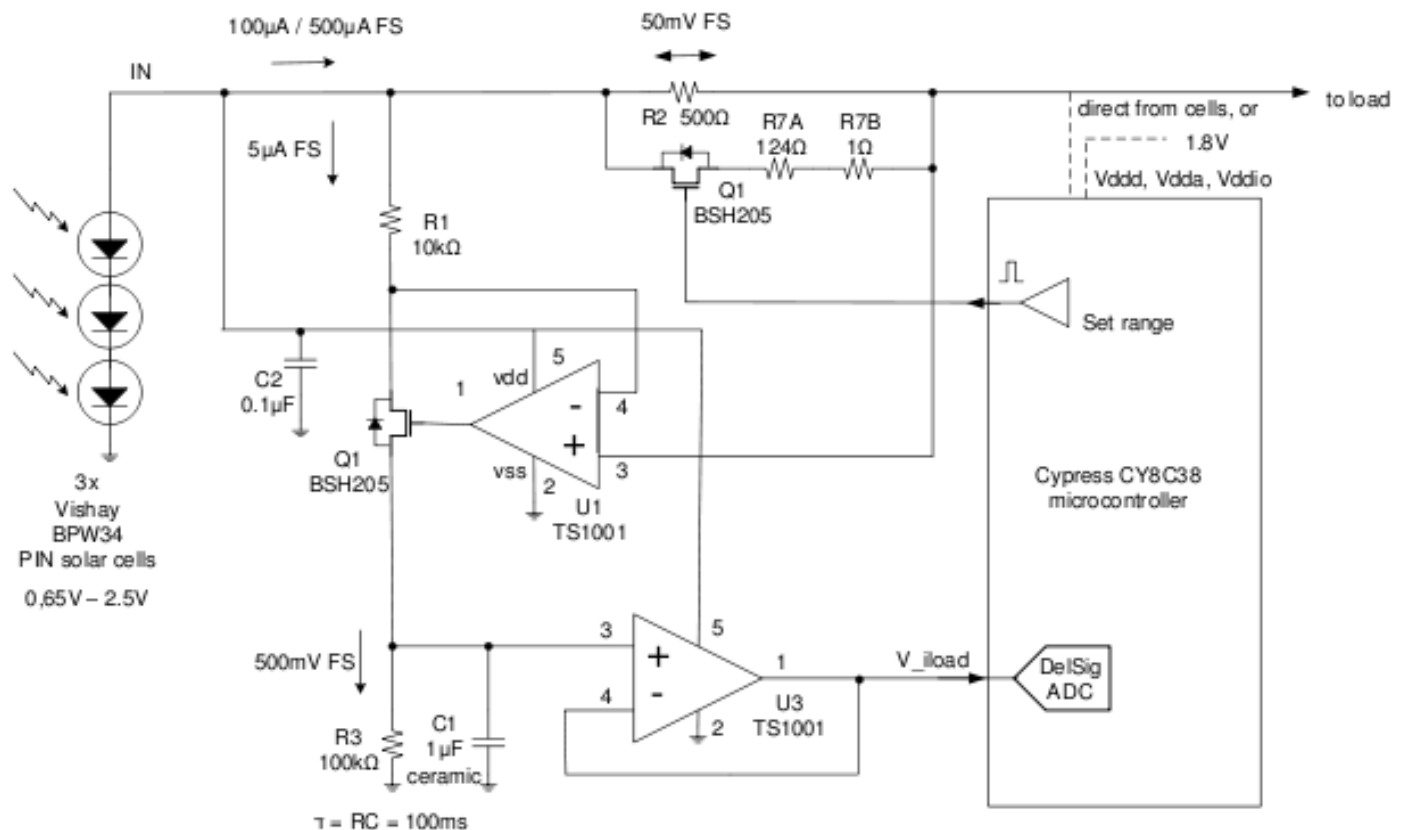 100µA / 500µA FS
50mV FS
IN
R2 500Ω
to load
direct from cells, or
1.8V
Vddd, Vdda, Vddio
R7A
124Ω
R7B
1Ω
Q1
BSH205
5µA FS
R1
10kΩ
Set range
C2
0.1µF
vdd
5
1
-
4
+
3
vss
2
U1
TS1001
Q1
BSH205
3x
Vishay
BPW34
PIN solar cells
0,65V – 2.5V
Cypress CY8C38
microcontroller
500mV FS
3
+
5
1
4
-
2
U3
TS1001
V_iload
DelSig
ADC
R3
100kΩ
C1
1µF
ceramic
τ = RC = 100ms